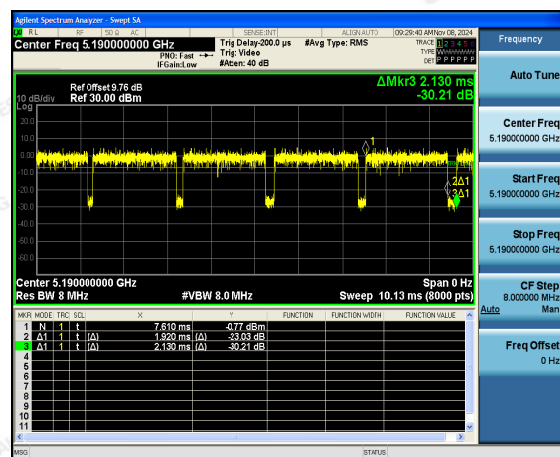 Agilent Spectrum Analyzer - Swept SA
RL RF 50 Ω AC SENSE:INT ALIGN AUTO 09:29:40 AM Nov 08, 2024
Center Freq 5.190000000 GHz
PNO: Fast
IFGain:Low
Trig Delay-200.0 µs
Trig: Video
#Atten: 40 dB
#Avg Type: RMS
TRACE 1 2 3 4 5 6
TYPE
DET P P P P P P
Ref Offset 9.76 dB
Ref 30.00 dBm
10 dB/div
Log
ΔMkr3 2.130 ms
-30.21 dB
20.0
10.0
0.00
-10.0
-20.0
-30.0
-40.0
-50.0
-60.0
1
2Δ1
3Δ1
Center 5.190000000 GHz Span 0 Hz
Res BW 8 MHz #VBW 8.0 MHz Sweep 10.13 ms (8000 pts)
MKR MODE TRC SCL X Y FUNCTION FUNCTION WIDTH FUNCTION VALUE
1 N 1 t 7.610 ms -0.77 dBm
2 Δ1 1 t (Δ) 1.920 ms (Δ) -23.03 dB
3 Δ1 1 t (Δ) 2.130 ms (Δ) -30.21 dB
4
5
6
7
8
9
10
11
MSG STATUS
Frequency
Auto Tune
Center Freq
5.190000000 GHz
Start Freq
5.190000000 GHz
Stop Freq
5.190000000 GHz
CF Step
8.000000 MHz
Auto Man
Freq Offset
0 Hz